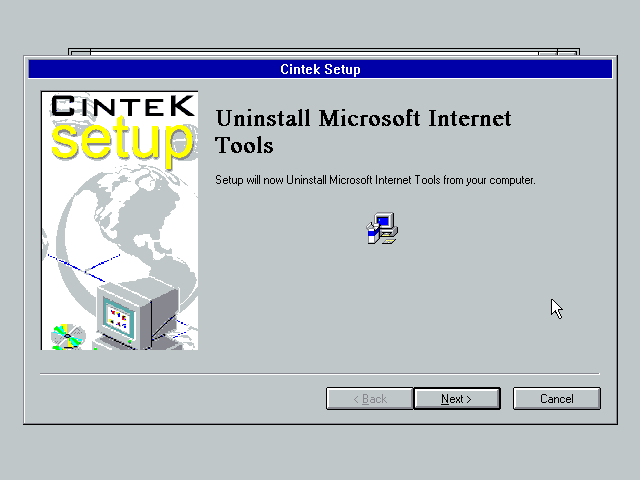 Cintek Setup
CINTEK
setup
Uninstall Microsoft Internet
Tools
Setup will now Uninstall Microsoft Internet Tools from your computer.
< Back
Next >
Cancel